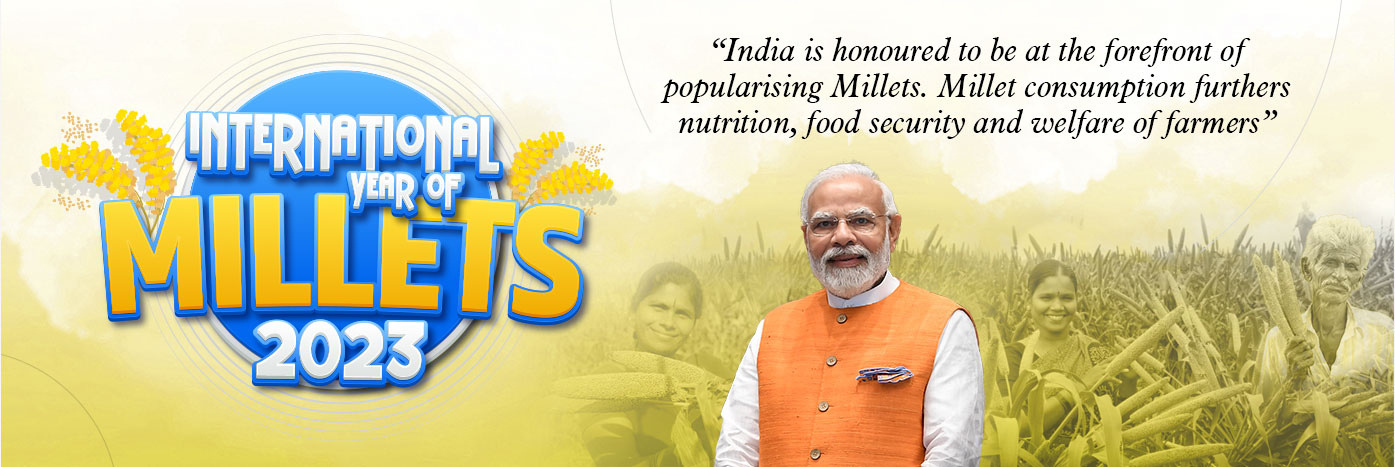 INTERNATIONAL
YEAR OF
MILLETS
2023
“India is honoured to be at the forefront of
popularising Millets. Millet consumption furthers
nutrition, food security and welfare of farmers”